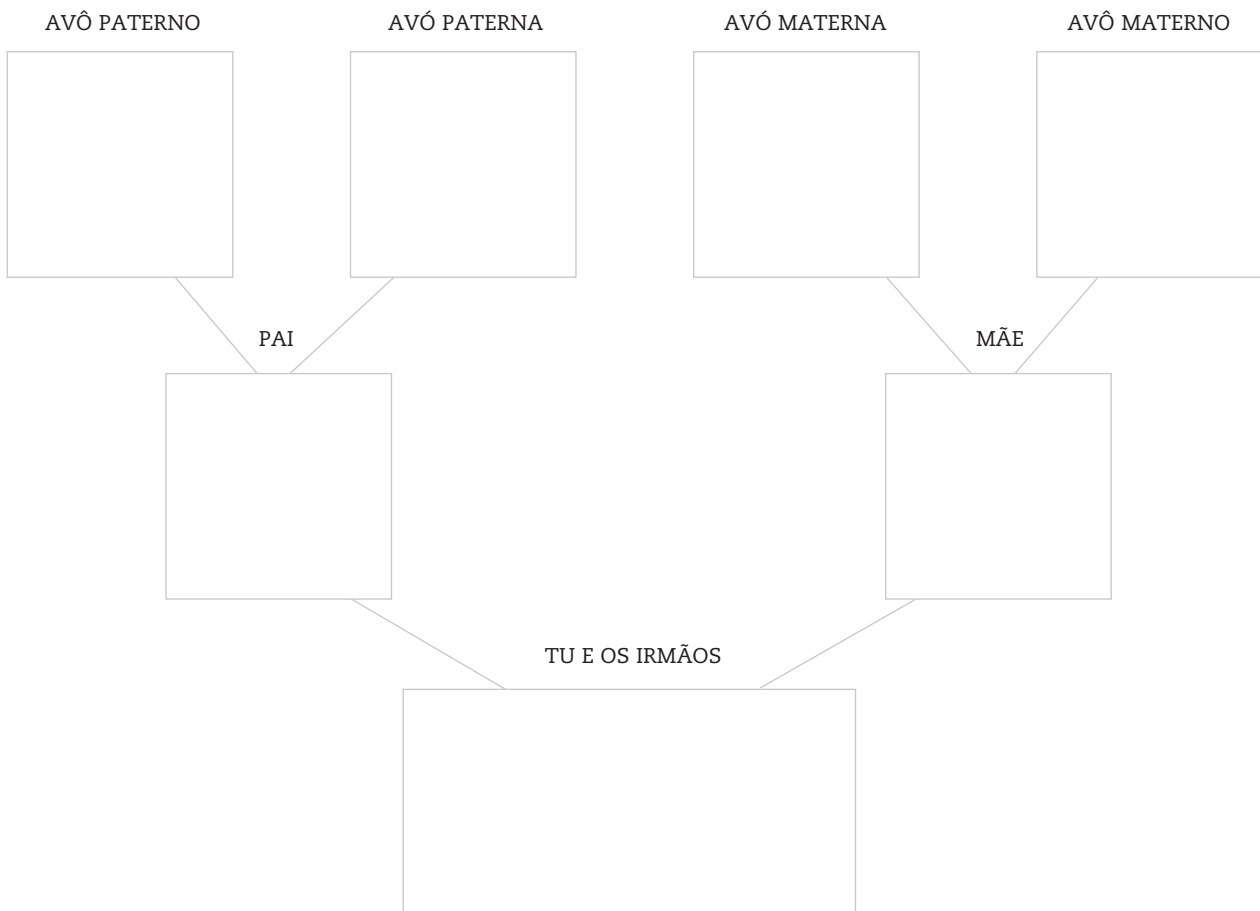 AVÔ PATERNO
AVÓ PATERNA
AVÓ MATERNA
AVÔ MATERNO
PAI
MÃE
TU E OS IRMÃOS